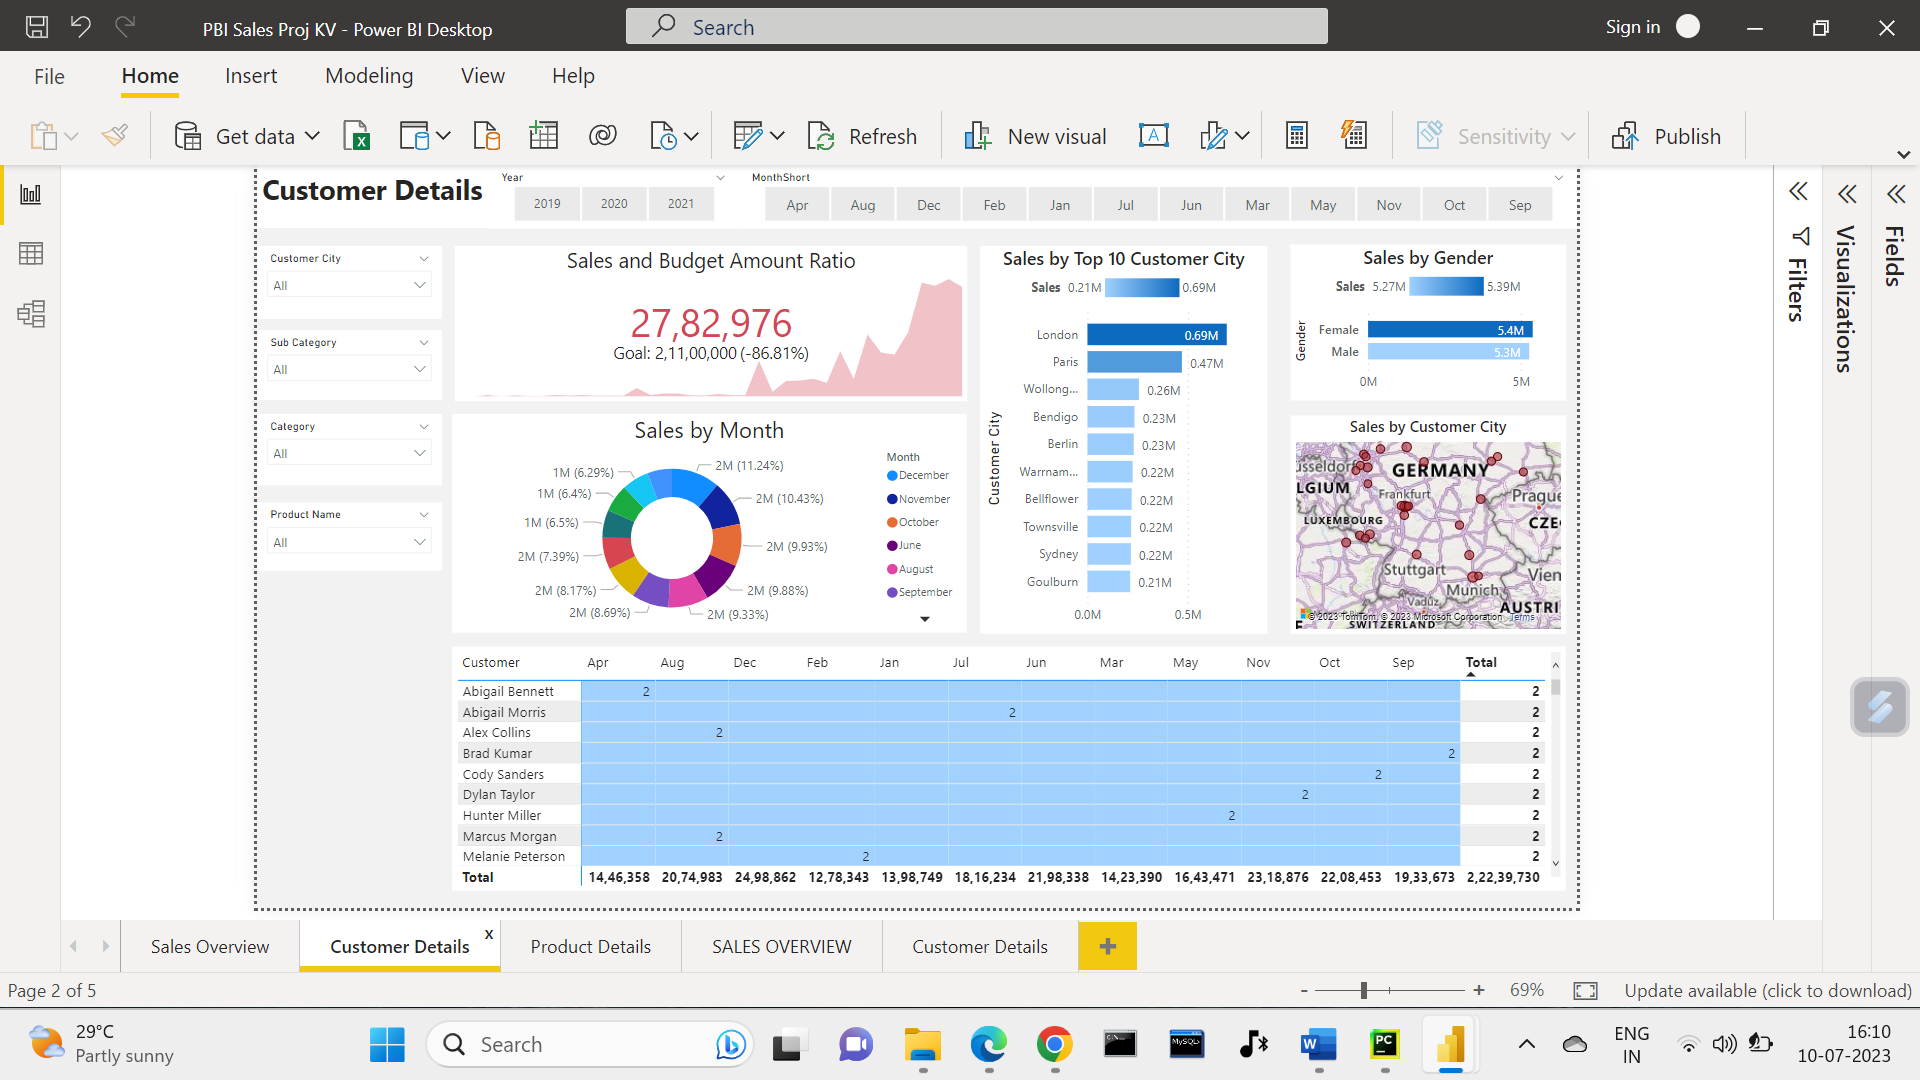 PBI Sales Proj KV - Power BI Desktop
Search
Sign in
File Home Insert Modeling View Help
Get data
Refresh
New visual
Sensitivity
Publish
Customer Details
Year
2019 2020 2021
MonthShort
Apr Aug Dec Feb Jan Jul Jun Mar May Nov Oct Sep
Filters
Visualizations
Fields
Customer City
All
Sub Category
All
Category
All
Product Name
All
Sales and Budget Amount Ratio
27,82,976
Goal: 2,11,00,000 (-86.81%)
Sales by Month
2M (11.24%)
2M (10.43%)
2M (9.93%)
2M (9.88%)
2M (9.33%)
2M (8.69%)
2M (8.17%)
2M (7.39%)
1M (6.5%)
1M (6.4%)
1M (6.29%)
Month
December
November
October
June
August
September
Sales by Top 10 Customer City
Sales 0.21M 0.69M
Customer City
London 0.69M
Paris 0.47M
Wollong... 0.26M
Bendigo 0.23M
Berlin 0.23M
Warrnam... 0.22M
Bellflower 0.22M
Townsville 0.22M
Sydney 0.22M
Goulburn 0.21M
0.0M 0.5M
Sales by Gender
Sales 5.27M 5.39M
Gender
Female 5.4M
Male 5.3M
0M 5M
Sales by Customer City
üsseldorf
GERMANY
LGIUM
Frankfurt
Prague
LUXEMBOURG
CZE
Stuttgart
Vien
Munich
Vaduz
AUSTRI
© 2023 TomTom, © 2023 Microsoft Corporation Terms
SWITZERLAND
Customer Apr Aug Dec Feb Jan Jul Jun Mar May Nov Oct Sep Total
Abigail Bennett 2 2
Abigail Morris 2 2
Alex Collins 2 2
Brad Kumar 2 2
Cody Sanders 2 2
Dylan Taylor 2 2
Hunter Miller 2 2
Marcus Morgan 2 2
Melanie Peterson 2 2
Total 14,46,358 20,74,983 24,98,862 12,78,343 13,98,749 18,16,234 21,98,338 14,23,390 16,43,471 23,18,876 22,08,453 19,33,673 2,22,39,730
Sales Overview
Customer Details x
Product Details
SALES OVERVIEW
Customer Details
+
Page 2 of 5
- + 69%
Update available (click to download)
29°C
Partly sunny
Search
MySQL
W
PC
ENG
IN
16:10
10-07-2023